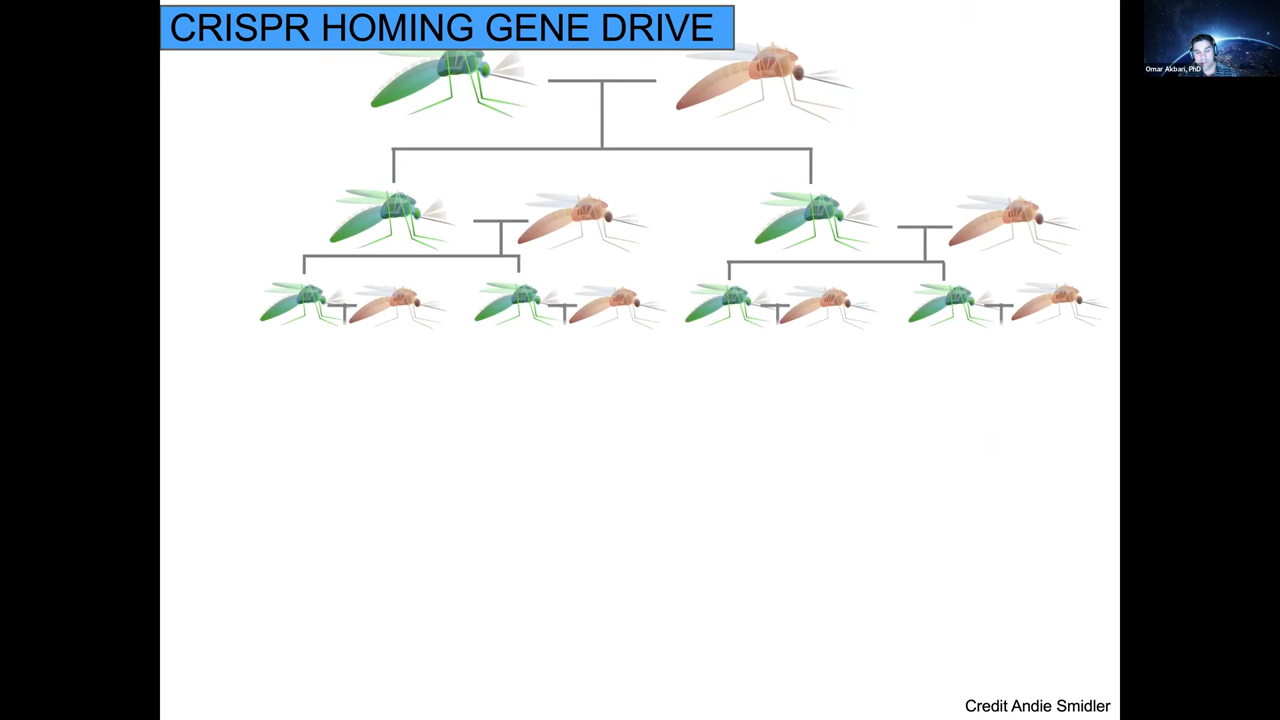 CRISPR HOMING GENE DRIVE
Omar Akbari, PhD
Credit Andie Smidler